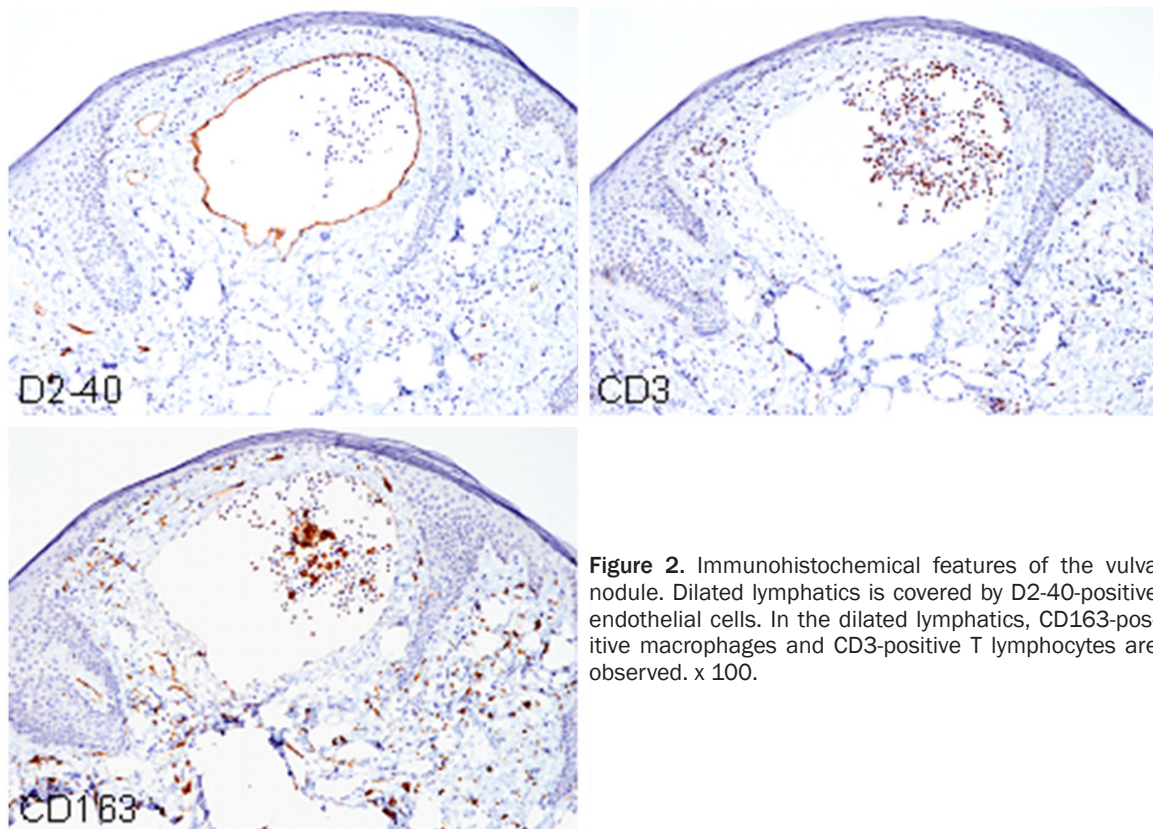 D2-40
CD3
CD163
Figure 2. Immunohistochemical features of the vulva
nodule. Dilated lymphatics is covered by D2-40-positive
endothelial cells. In the dilated lymphatics, CD163-pos-
itive macrophages and CD3-positive T lymphocytes are
observed. x 100.